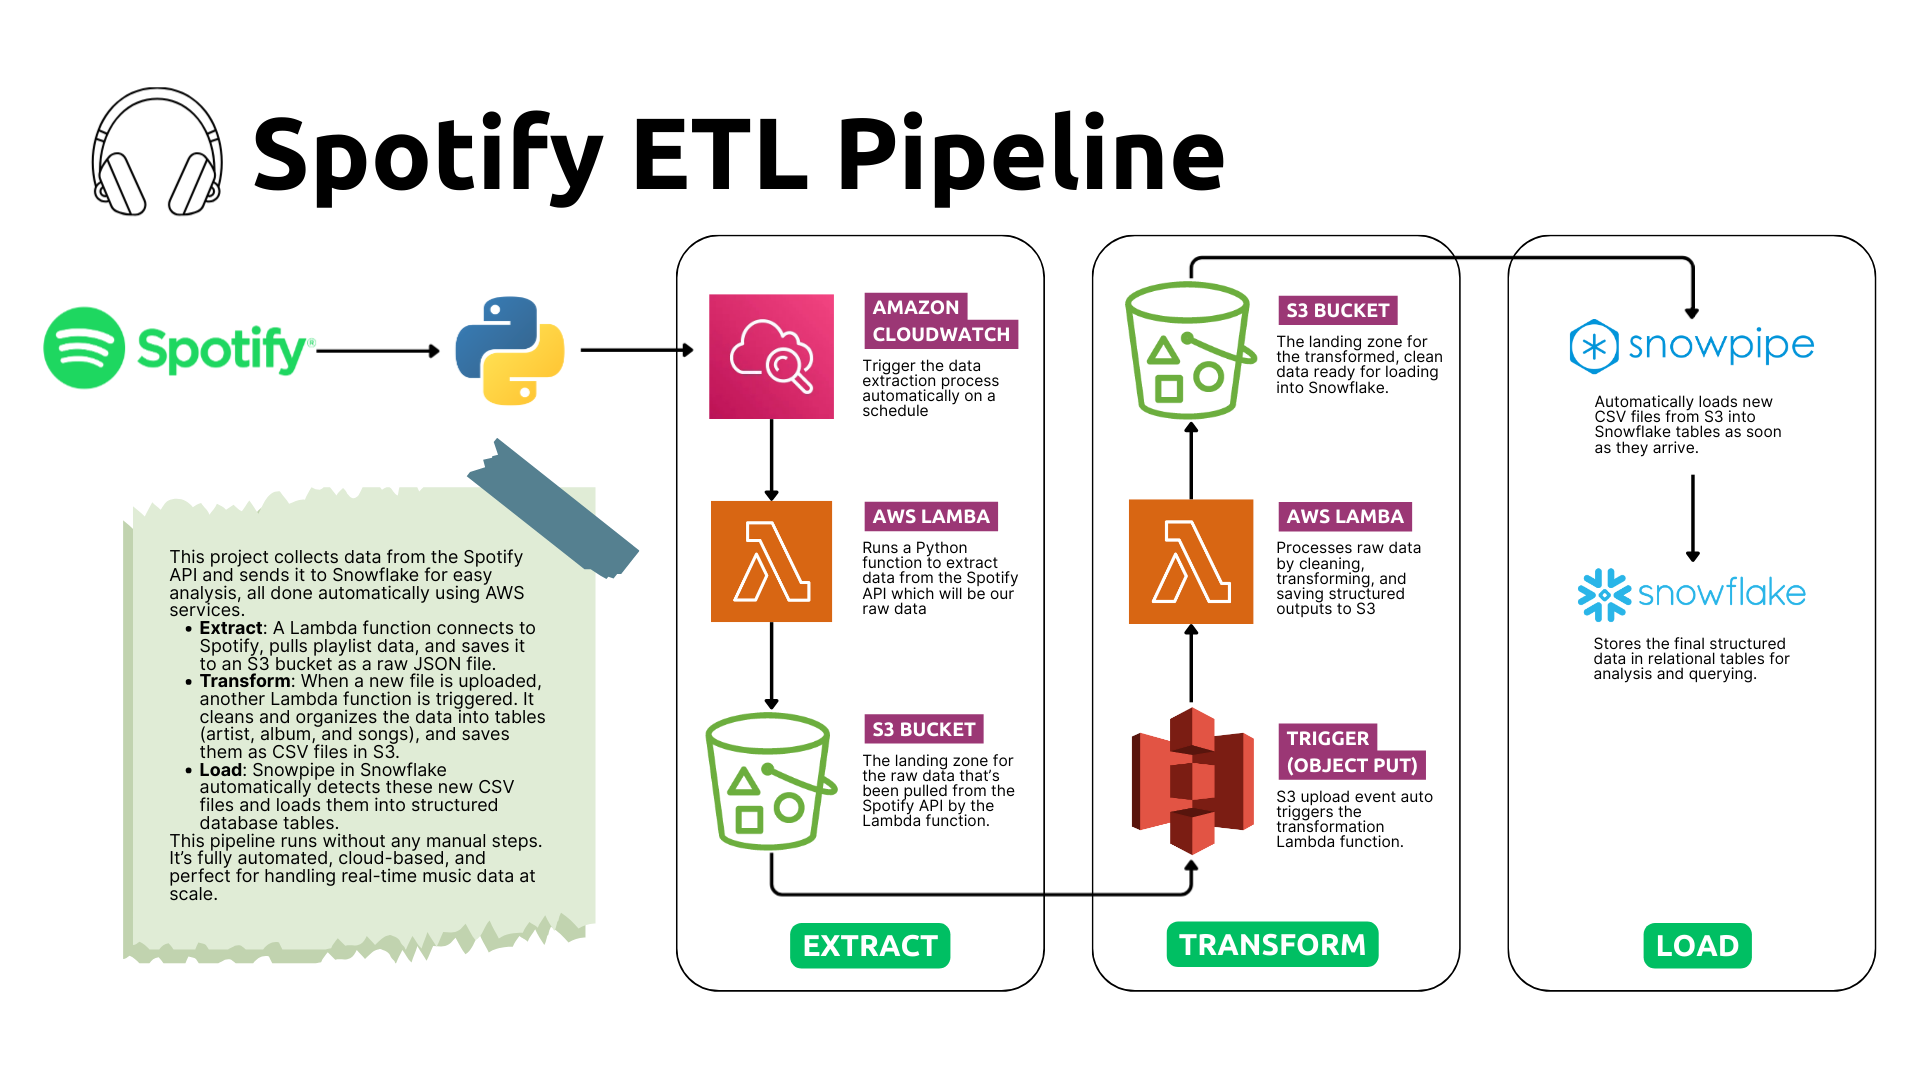 Spotify ETL Pipeline
Spotify®
This project collects data from the Spotify
API and sends it to Snowflake for easy
analysis, all done automatically using AWS
services.
• Extract: A Lambda function connects to
Spotify, pulls playlist data, and saves it
to an S3 bucket as a raw JSON file.
• Transform: When a new file is uploaded,
another Lambda function is triggered. It
cleans and organizes the data into tables
(artist, album, and songs), and saves
them as CSV files in S3.
• Load: Snowpipe in Snowflake
automatically detects these new CSV
files and loads them into structured
database tables.
This pipeline runs without any manual steps.
It's fully automated, cloud-based, and
perfect for handling real-time music data at
scale.
AMAZON
CLOUDWATCH
Trigger the data
extraction process
automatically on a
schedule
AWS LAMBA
Runs a Python
function to extract
data from the Spotify
API which will be our
raw data
S3 BUCKET
The landing zone for
the raw data that's
been pulled from the
Spotify API by the
Lambda function.
EXTRACT
S3 BUCKET
The landing zone for
the transformed, clean
data ready for loading
into Snowflake.
AWS LAMBA
Processes raw data
by cleaning,
transforming, and
saving structured
outputs to S3
TRIGGER
(OBJECT PUT)
S3 upload event auto
triggers the
transformation
Lambda function.
TRANSFORM
snowpipe
Automatically loads new
CSV files from S3 into
Snowflake tables as soon
as they arrive.
snowflake
Stores the final structured
data in relational tables for
analysis and querying.
LOAD